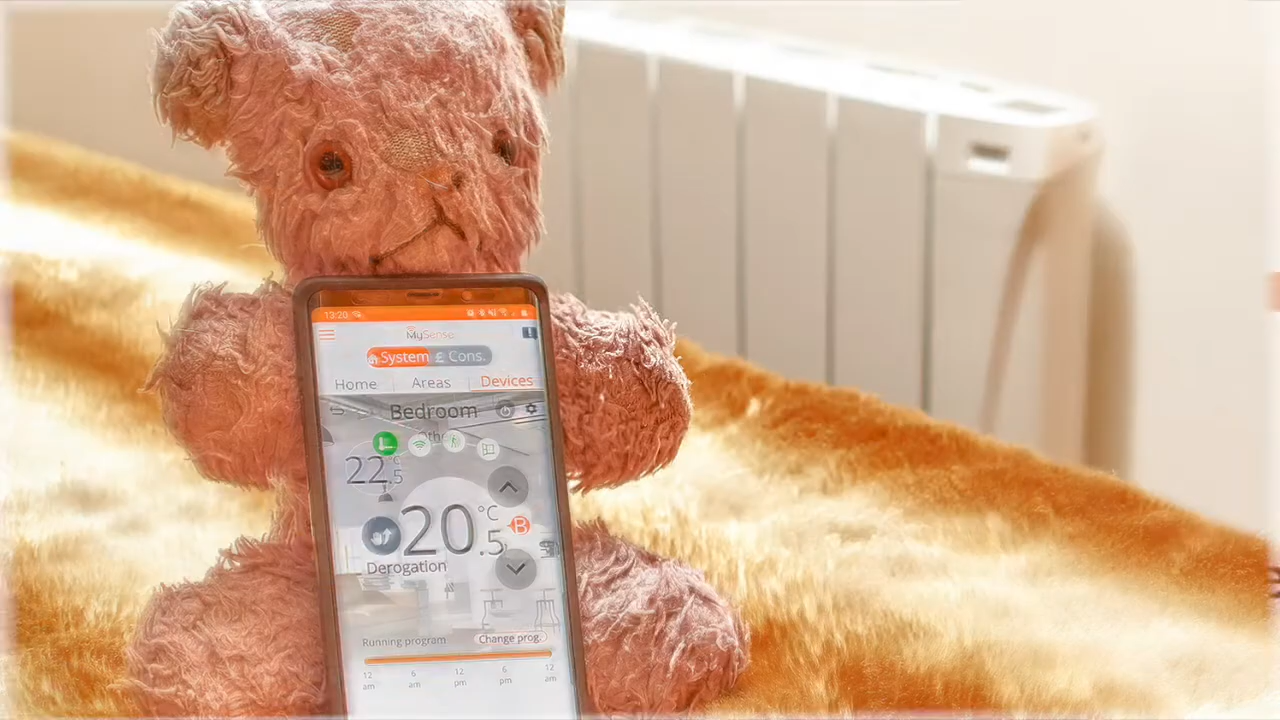 13:20
MySense
System £ Cons.
Home Areas Devices
Bedroom
22.5 °C
20.5 °C B
Derogation
Running program Change prog.
12 am 6 am 12 pm 6 pm 12 am